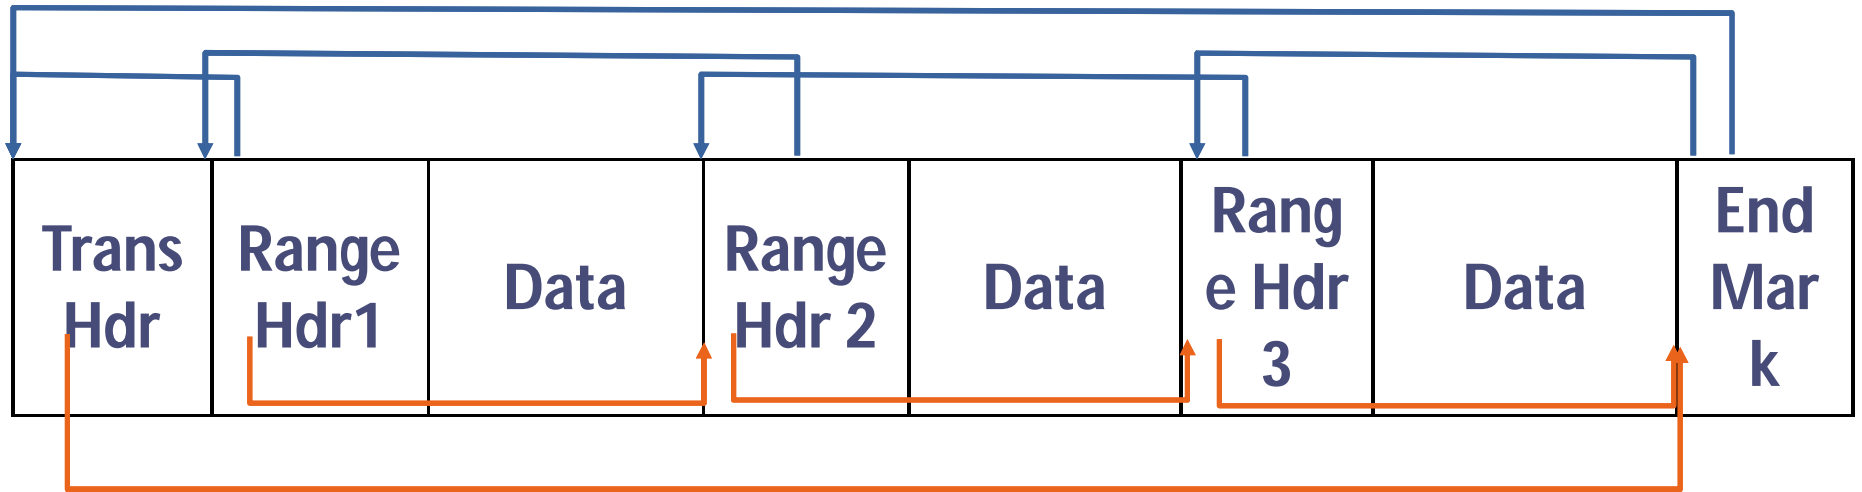 Trans
Hdr
Range
Hdr1
Data
Range
Hdr 2
Data
Rang
e Hdr
3
Data
End
Mar
k